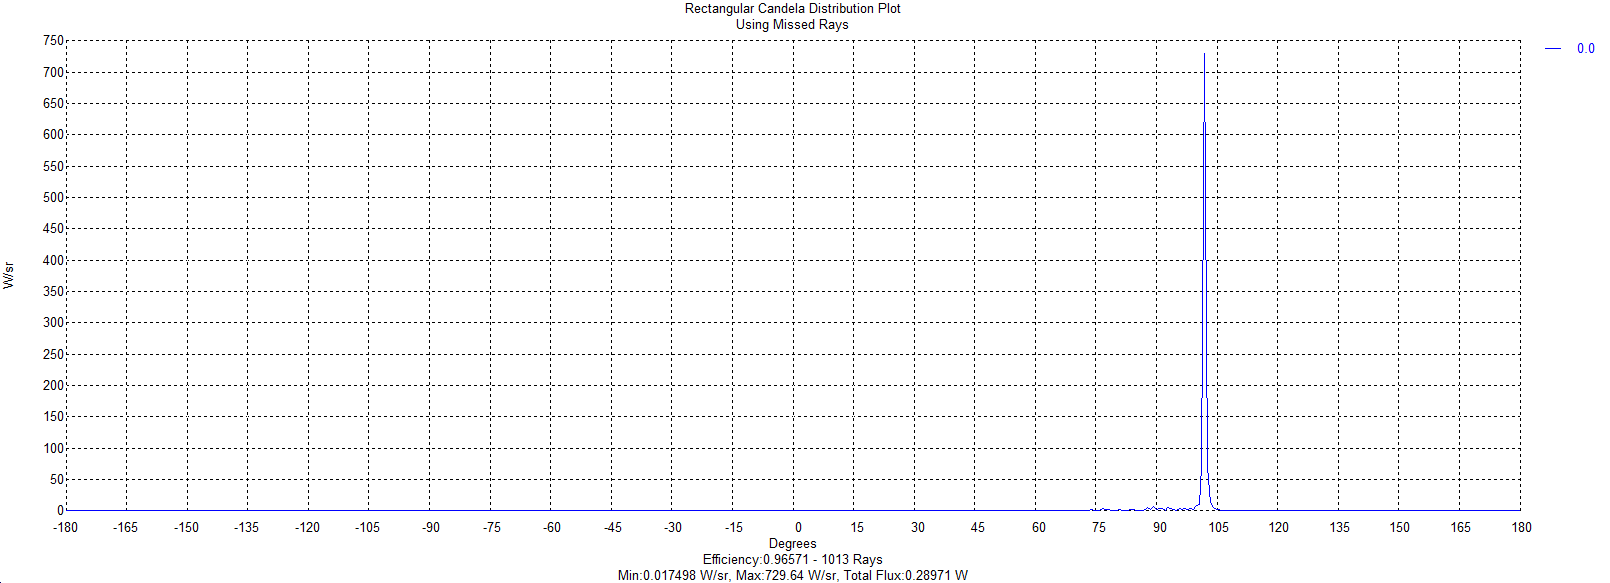 Rectangular Candela Distribution Plot
Using Missed Rays
0.0
750
700
650
600
550
500
450
400
350
300
250
200
150
100
50
0
W/sr
-180 -165 -150 -135 -120 -105 -90 -75 -60 -45 -30 -15 0 15 30 45 60 75 90 105 120 135 150 165 180
Degrees
Efficiency:0.96571 - 1013 Rays
Min:0.017498 W/sr, Max:729.64 W/sr, Total Flux:0.28971 W